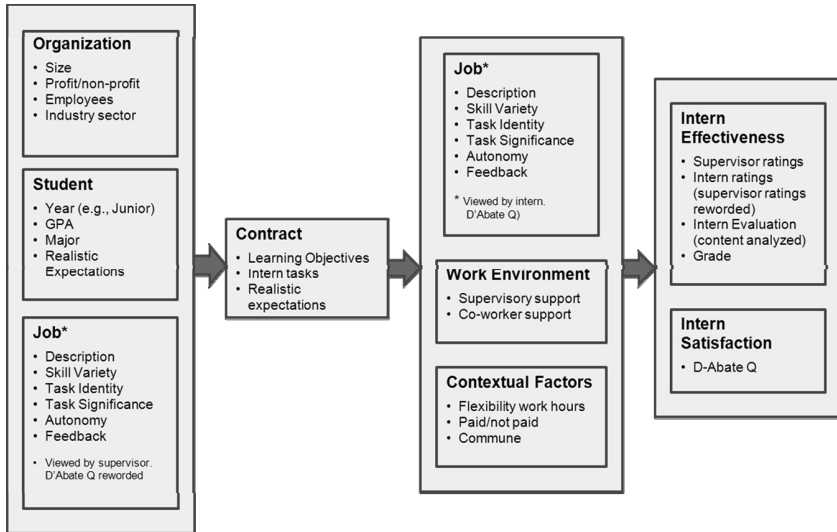 Organization
• Size
• Profit/non-profit
• Employees
• Industry sector
Student
• Year (e.g., Junior)
• GPA
• Major
• Realistic
Expectations
Job*
• Description
• Skill Variety
• Task Identity
• Task Significance
• Autonomy
• Feedback
• Viewed by supervisor.
D'Abate Q reworded
Contract
• Learning Objectives
• Intern tasks
• Realistic
expectations
Job*
• Description
• Skill Variety
• Task Identity
• Task Significance
• Autonomy
• Feedback
* Viewed by intern.
D'Abate Q)
Work Environment
• Supervisory support
• Co-worker support
Contextual Factors
• Flexibility work hours
• Paid/not paid
• Commune
Intern
Effectiveness
• Supervisor ratings
• Intern ratings
(supervisor ratings
reworded)
• Intern Evaluation
(content analyzed)
• Grade
Intern
Satisfaction
• D-Abate Q